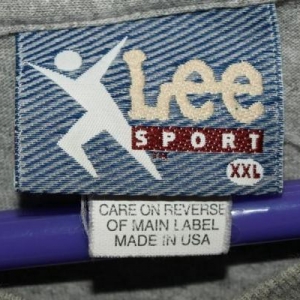 Lee
SPORT
XXL
CARE ON REVERSE
OF MAIN LABEL
MADE IN USA